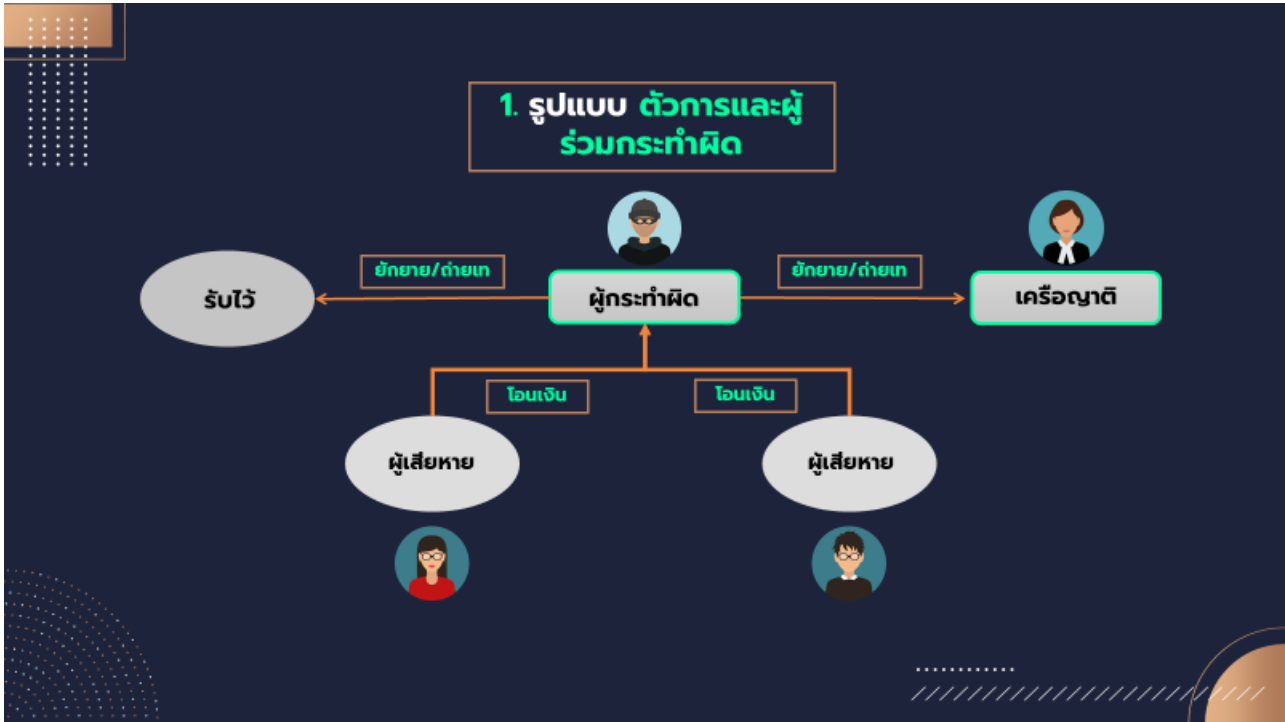 1. รูปแบบ ตัวการและผู้
ร่วมกระทำผิด
ยักยาย/ถ่ายเท
ยักยาย/ถ่ายเท
รับไว้
ผู้กระทำผิด
เครือญาติ
โอนเงิน
โอนเงิน
ผู้เสียหาย
ผู้เสียหาย